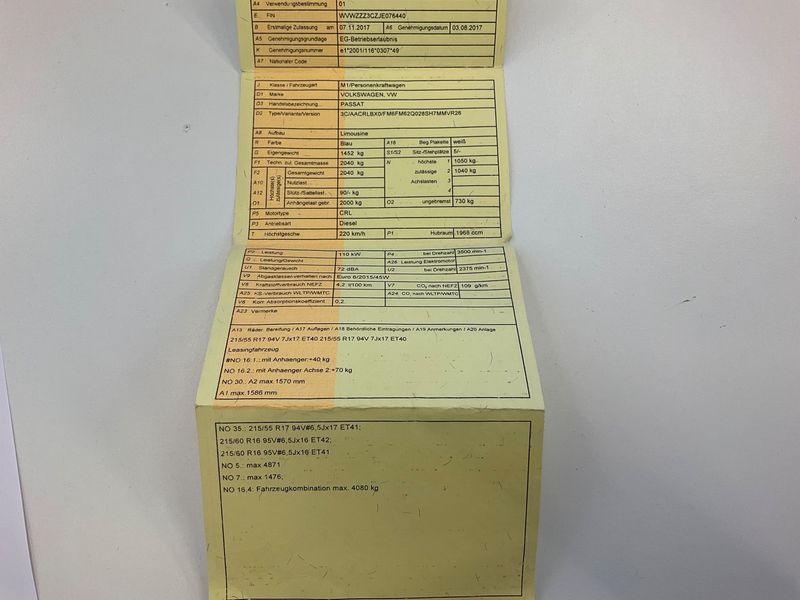 A4 Verwendungsbestimmung 01
E FIN WVWZZZ3CZJE076440
B Erstmalige Zulassung am 07.11.2017 A6 Genehmigungsdatum 03.08.2017
A5 Genehmigungsgrundlage EG-Betriebserlaubnis
K Genehmigungsnummer e1*2001/116*0307*49
A7 Nationaler Code
J Klasse / Fahrzeugart M1/Personenkraftwagen
D1 Marke VOLKSWAGEN, VW
D3 Handelsbezeichnung PASSAT
D2 Type/Variante/Version 3C/AACRLBX0/FM6FM62Q028SH7MMVR28
A9 Aufbau Limousine
R Farbe Blau A16 Beg.Plakette weiß
G Eigengewicht 1452 kg S1/S2 Sitz-/Stehplätze 5/-
F1 Techn. zul. Gesamtmasse 2040 kg N höchste 1 1050 kg
F2 Höchste(s) zulässige(s) Gesamtgewicht 2040 kg zulässige 2 1040 kg
A10 Nutzlast Achslasten 3
A12 Stütz-/Sattellast 90/- kg 4
O1 Anhängelast gebr. 2000 kg O2 ungebremst 730 kg
P5 Motortype CRL
P3 Antriebsart Diesel
T Höchstgeschw. 220 km/h P1 Hubraum 1968 ccm
P2 Leistung 110 kW P4 bei Drehzahl 3500 min-1
Q Leistung/Gewicht A26 Leistung Elektromotor
U1 Standgeräusch 72 dBA U2 bei Drehzahl 2375 min-1
V9 Abgasklassen verhalten nach Euro 6/2015/45W
V8 Kraftstoffverbrauch NEFZ 4,2 l/100 km. V7 CO₂ nach NEFZ 109 g/km
A25 KS-Verbrauch WLTP/WMTC A24 CO₂ nach WLTP/WMTC
V6 Korr. Absorptionskoeffizient. 0,2
A23 Vermerke
A13 Räder, Bereifung / A17 Auflagen / A18 Behördliche Eintragungen / A19 Anmerkungen / A20 Anlage
215/55 R17 94V 7Jx17 ET40 215/55 R17 94V 7Jx17 ET40
Leasingfahrzeug
#NO 16.1.: mit Anhaenger:+40 kg
NO 16.2.: mit Anhaenger Achse 2:+70 kg
NO 30.: A2 max.1570 mm
A1 max.1586 mm
NO 35.: 215/55 R17 94V#6,5Jx17 ET41;
215/60 R16 95V#6,5Jx16 ET42;
215/60 R16 95V#6,5Jx16 ET41
NO 5.: max 4871
NO 7.: max 1476;
NO 16.4: Fahrzeugkombination max. 4080 kg